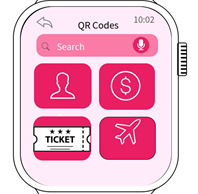 QR Codes
10:02
Search
$
★★★
TICKET